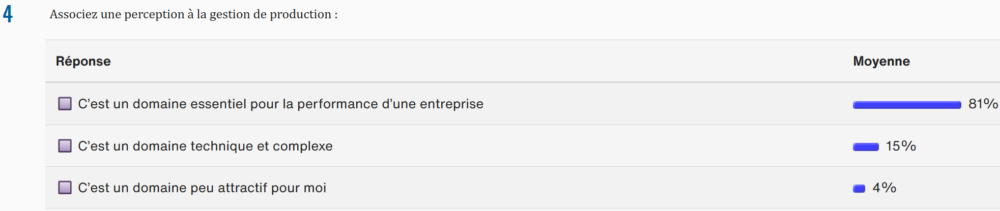 4 Associez une perception à la gestion de production :
Réponse Moyenne
C’est un domaine essentiel pour la performance d’une entreprise 81%
C’est un domaine technique et complexe 15%
C’est un domaine peu attractif pour moi 4%